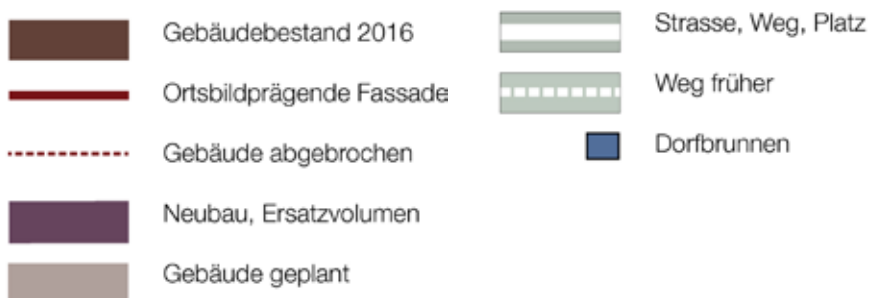 Gebäudebestand 2016
Ortsbildprägende Fassade
Gebäude abgebrochen
Neubau, Ersatzvolumen
Gebäude geplant
Strasse, Weg, Platz
Weg früher
Dorfbrunnen